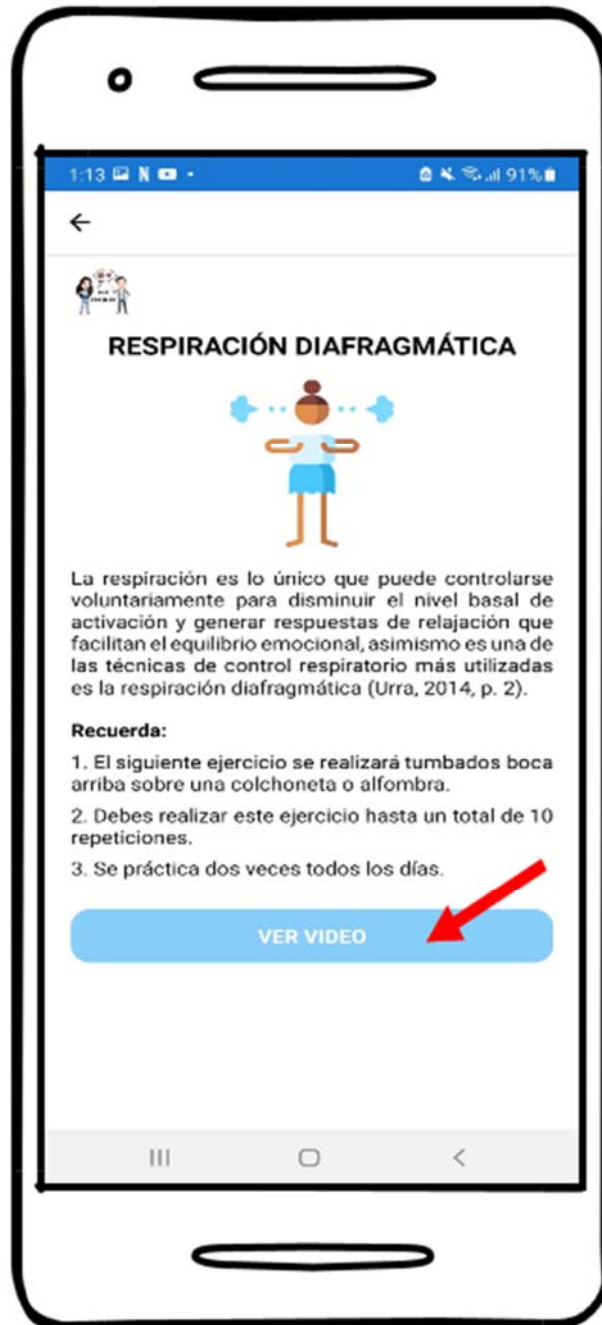 1:13 N
91%
RESPIRACIÓN DIAFRAGMÁTICA
La respiración es lo único que puede controlarse
voluntariamente para disminuir el nivel basal de
activación y generar respuestas de relajación que
facilitan el equilibrio emocional, asimismo es una de
las técnicas de control respiratorio más utilizadas
es la respiración diafragmática (Urra, 2014, p. 2).
Recuerda:
1. El siguiente ejercicio se realizará tumbados boca
arriba sobre una colchoneta o alfombra.
2. Debes realizar este ejercicio hasta un total de 10
repeticiones.
3. Se práctica dos veces todos los días.
VER VIDEO